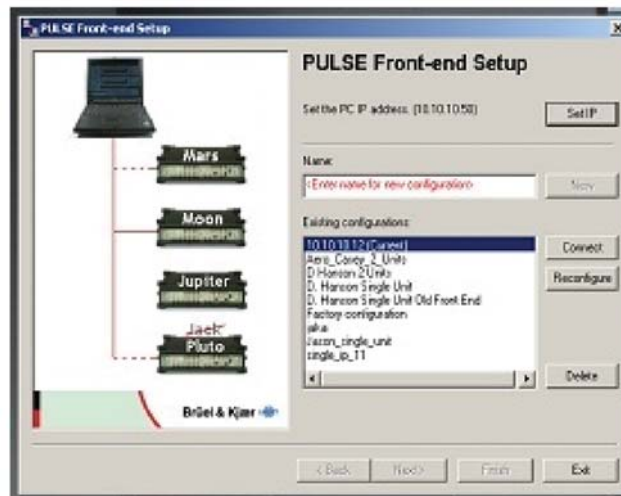 PULSE Front-end Setup
PULSE Front-end Setup
Set the PC IP address: (10.10.10.50)
Set IP
Mars
Moon
Jupiter
Jack
Pluto
Brüel & Kjær
Name:
<Enter name for new configuration>
New
Existing configurations:
10.10.10.12 (Current)
Aero_Casey_2_Units
D Hanson 2 Units
D. Hanson Single Unit
D. Hanson Single Unit Old Front End
Factory configuration
Jason_single_unit
single_ip_11
Connect
Reconfigure
Delete
< Back
Next >
Finish
Exit